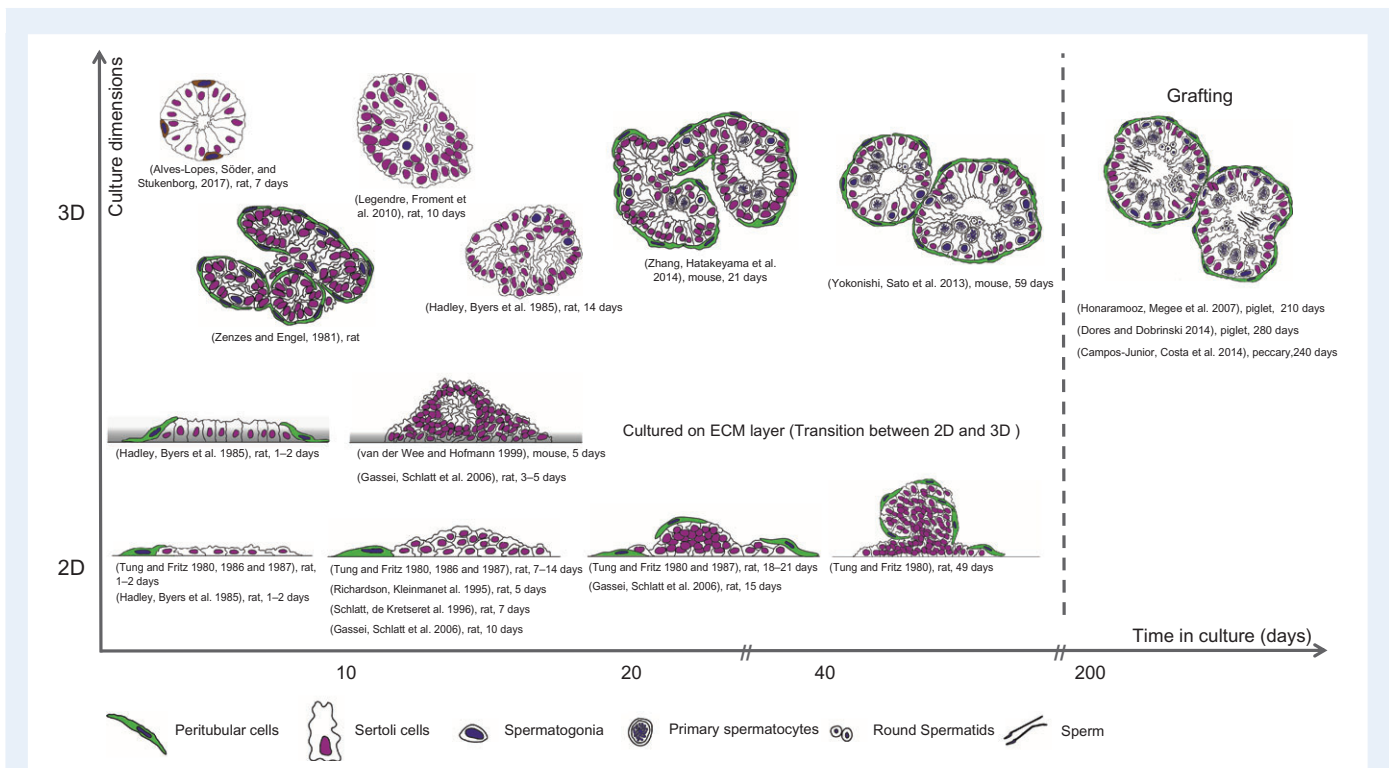 Culture dimensions
3D
2D
Grafting
(Alves-Lopes, Söder, and
Stukenborg, 2017), rat, 7 days
(Legendre, Froment et
al. 2010), rat, 10 days
(Zenzes and Engel, 1981), rat
(Hadley, Byers et al. 1985), rat, 14 days
(Zhang, Hatakeyama et al.
2014), mouse, 21 days
(Yokonishi, Sato et al. 2013), mouse, 59 days
(Honaramooz, Megee et al. 2007), piglet, 210 days
(Dores and Dobrinski 2014), piglet, 280 days
(Campos-Junior, Costa et al. 2014), peccary,240 days
(Hadley, Byers et al. 1985), rat, 1–2 days
(van der Wee and Hofmann 1999), mouse, 5 days
(Gassei, Schlatt et al. 2006), rat, 3–5 days
Cultured on ECM layer (Transition between 2D and 3D )
(Tung and Fritz 1980, 1986 and 1987), rat,
1–2 days
(Hadley, Byers et al. 1985), rat, 1–2 days
(Tung and Fritz 1980, 1986 and 1987), rat, 7–14 days
(Richardson, Kleinmanet al. 1995), rat, 5 days
(Schlatt, de Kretseret al. 1996), rat, 7 days
(Gassei, Schlatt et al. 2006), rat, 10 days
(Tung and Fritz 1980 and 1987), rat, 18–21 days
(Gassei, Schlatt et al. 2006), rat, 15 days
(Tung and Fritz 1980), rat, 49 days
Time in culture (days)
10
20
40
200
Peritubular cells
Sertoli cells
Spermatogonia
Primary spermatocytes
Round Spermatids
Sperm